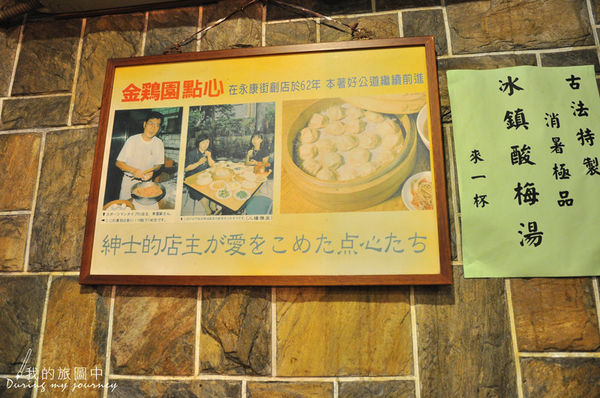 金鷄園點心 在永康街創店於62年 本著好公道繼續前進
紳士的店主が愛をこめた点心たち
古法特製
消暑極品
冰鎮酸梅湯
來一杯
我的旅圖中
During my journey